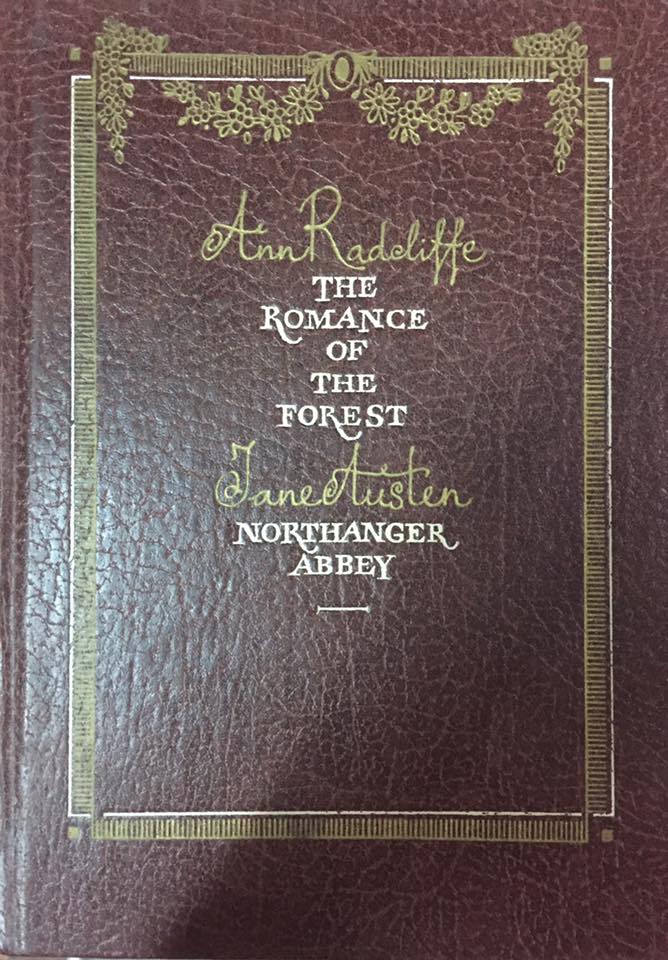 Ann Radcliffe
THE
ROMANCE
OF
THE
FOREST
Jane Austen
NORTHANGER
ABBEY